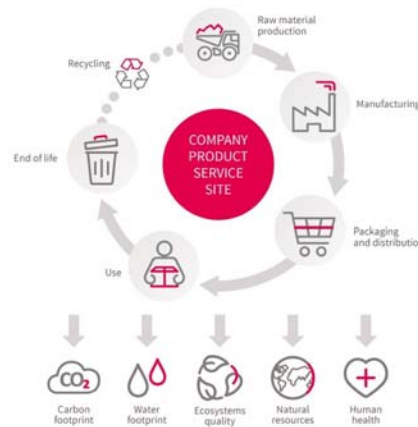 Raw material
production
Recycling
Manufacturing
COMPANY
PRODUCT
SERVICE
SITE
End of life
Packaging
and distributio
Use
CO2
Carbon
footprint
Water
footprint
Ecosystems
quality
Natural
resources
Human
health